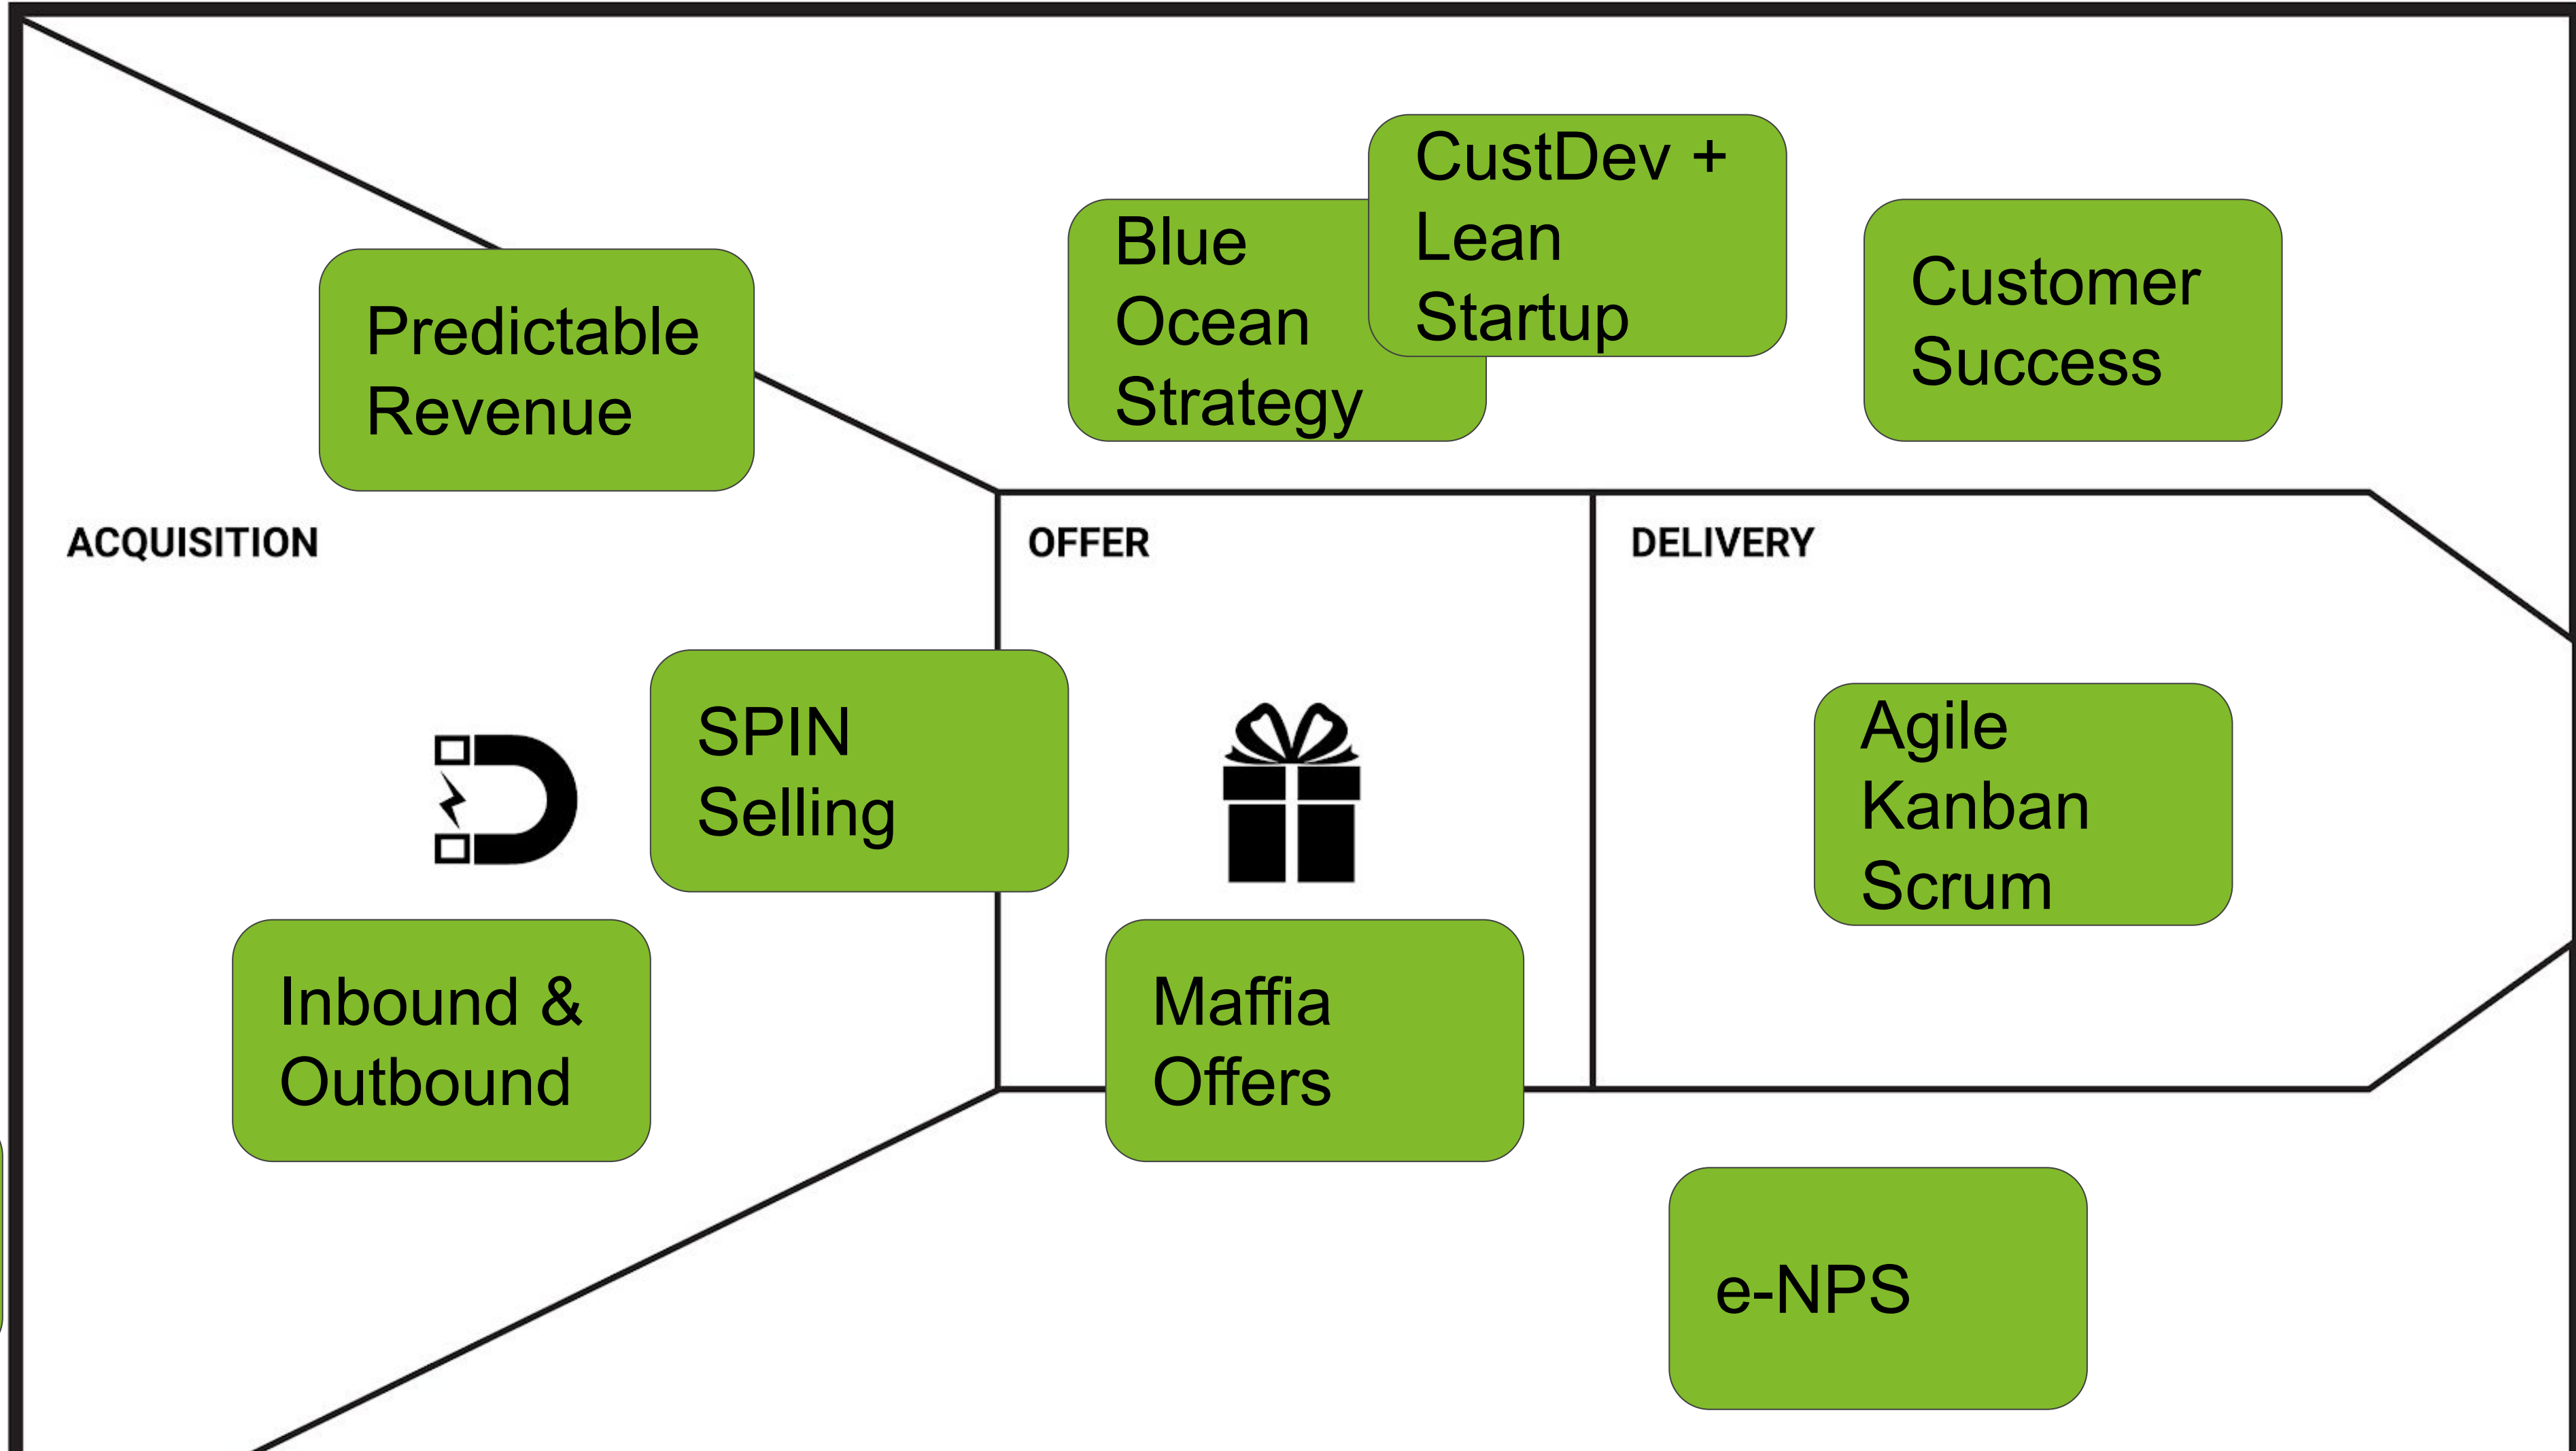 CustDev +
Lean
Startup
Blue
Ocean
Strategy
Customer
Success
Predictable
Revenue
ACQUISITION
OFFER
DELIVERY
SPIN
Selling
Agile
Kanban
Scrum
Inbound &
Outbound
Maffia
Offers
e-NPS